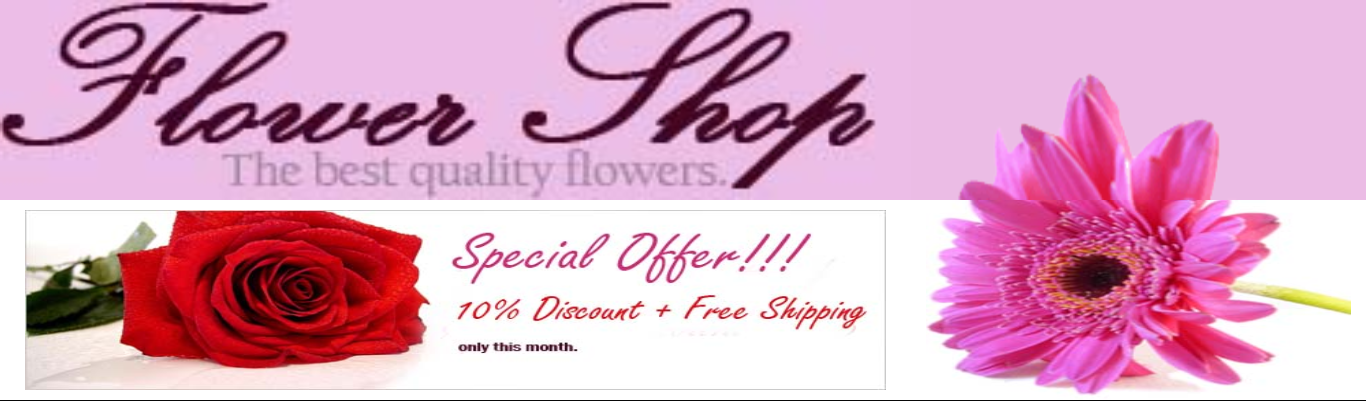 Flower Shop
The best quality flowers.
Special Offer!!!
10% Discount + Free Shipping
only this month.